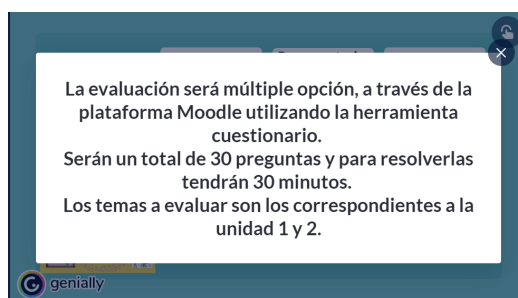 La evaluación será múltiple opción, a través de la
plataforma Moodle utilizando la herramienta
cuestionario.
Serán un total de 30 preguntas y para resolverlas
tendrán 30 minutos.
Los temas a evaluar son los correspondientes a la
unidad 1 y 2.
genially